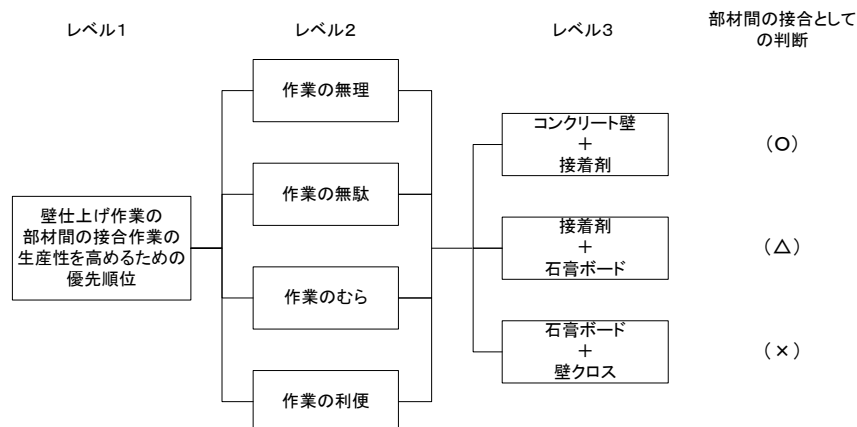 レベル1
レベル2
レベル3
部材間の接合として
の判断
作業の無理
コンクリート壁
+
接着剤
(O)
作業の無駄
壁仕上げ作業の
部材間の接合作業の
生産性を高めるための
優先順位
接着剤
+
石膏ボード
(△)
作業のむら
石膏ボード
+
壁クロス
(×)
作業の利便